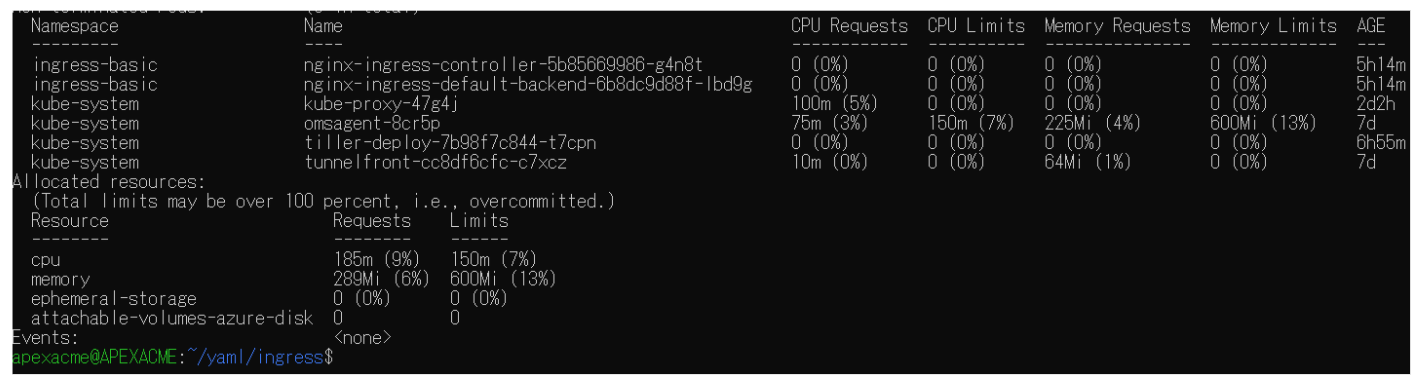 Namespace Name CPU Requests CPU Limits Memory Requests Memory Limits AGE
--------- ---- ------------ ---------- --------------- ------------- ---
ingress-basic nginx-ingress-controller-5b85669986-g4n8t 0 (0%) 0 (0%) 0 (0%) 0 (0%) 5h14m
ingress-basic nginx-ingress-default-backend-6b8dc9d88f-lbd9g 0 (0%) 0 (0%) 0 (0%) 0 (0%) 5h14m
kube-system kube-proxy-47g4j 100m (5%) 0 (0%) 0 (0%) 0 (0%) 2d2h
kube-system omsagent-8cr5p 75m (3%) 150m (7%) 225Mi (4%) 600Mi (13%) 7d
kube-system tiller-deploy-7b98f7c844-t7cpn 0 (0%) 0 (0%) 0 (0%) 0 (0%) 6h55m
kube-system tunnelfront-cc8df6cfc-c7xcz 10m (0%) 0 (0%) 64Mi (1%) 0 (0%) 7d
Allocated resources:
(Total limits may be over 100 percent, i.e., overcommitted.)
Resource Requests Limits
-------- -------- ------
cpu 185m (9%) 150m (7%)
memory 289Mi (6%) 600Mi (13%)
ephemeral-storage 0 (0%) 0 (0%)
attachable-volumes-azure-disk 0 0
Events: <none>
apexacme@APEXACME:~/yaml/ingress$